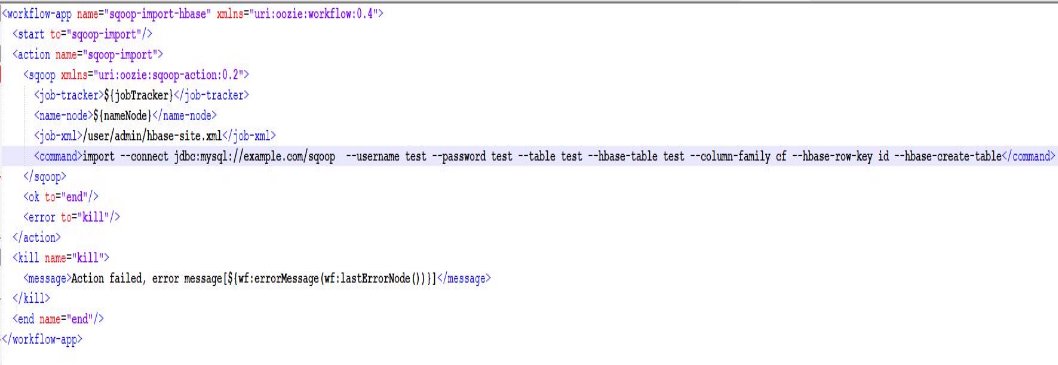 <workflow-app name="sqoop-import-hbase" xmlns="uri:oozie:workflow:0.4">
<start to="sqoop-import"/>
<action name="sqoop-import">
<sqoop xmlns="uri:oozie:sqoop-action:0.2">
<job-tracker>${jobTracker}</job-tracker>
<name-node>${nameNode}</name-node>
<job-xml>/user/admin/hbase-site.xml</job-xml>
<command>import --connect jdbc:mysql://example.com/sqoop  --username test --password test --table test --hbase-table test --column-family cf --hbase-row-key id --hbase-create-table</command>
</sqoop>
<ok to="end"/>
<error to="kill"/>
</action>
<kill name="kill">
<message>Action failed, error message[${wf:errorMessage(wf:lastErrorNode())}]</message>
</kill>
<end name="end"/>
</workflow-app>